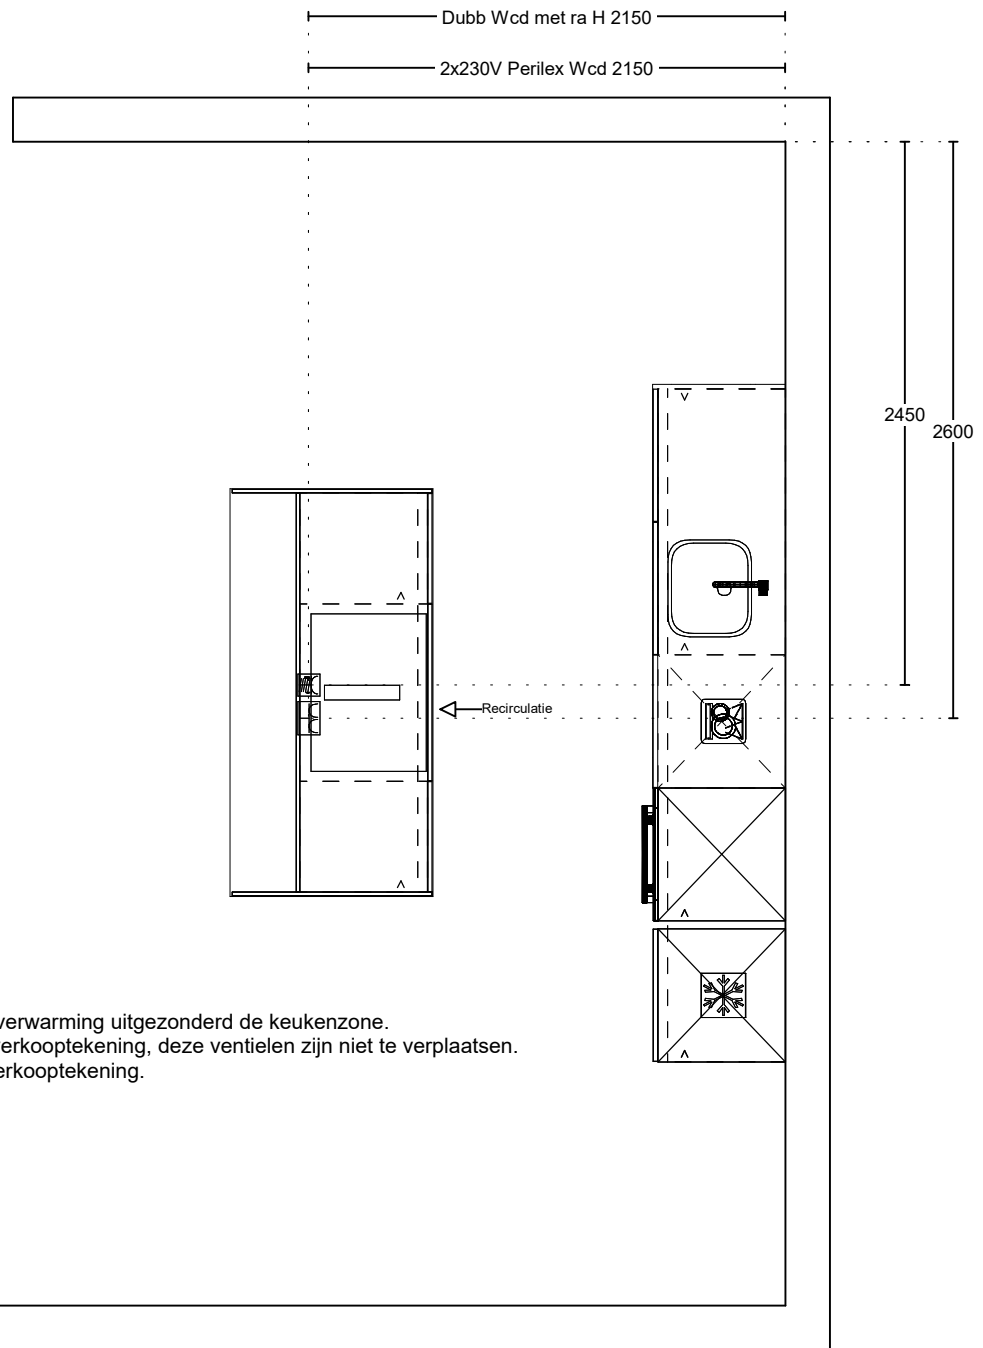 Dubb Wcd met ra H 2150
2x230V Perilex Wcd 2150
2450
2600
Recirculatie
verwarming uitgezonderd de keukenzone.
verkooptekening, deze ventielen zijn niet te verplaatsen.
erkooptekening.